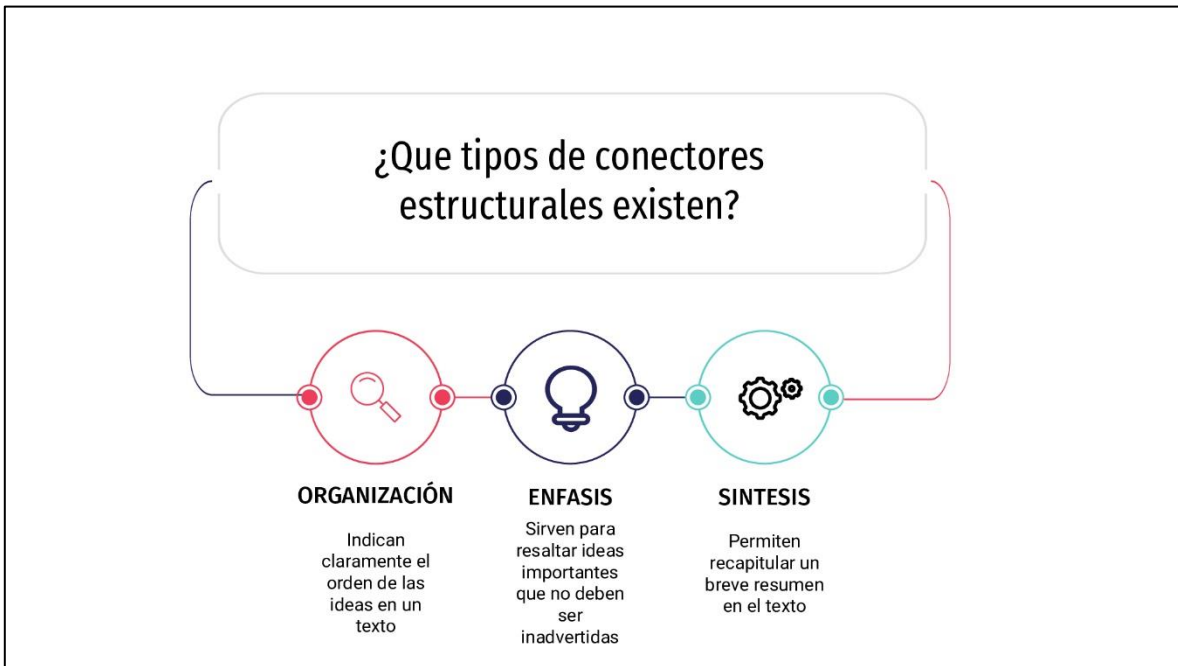 ¿Que tipos de conectores
estructurales existen?
ORGANIZACIÓN
Indican
claramente el
orden de las
ideas en un
texto
ENFASIS
Sirven para
resaltar ideas
importantes
que no deben
ser
inadvertidas
SINTESIS
Permiten
recapitular un
breve resumen
en el texto